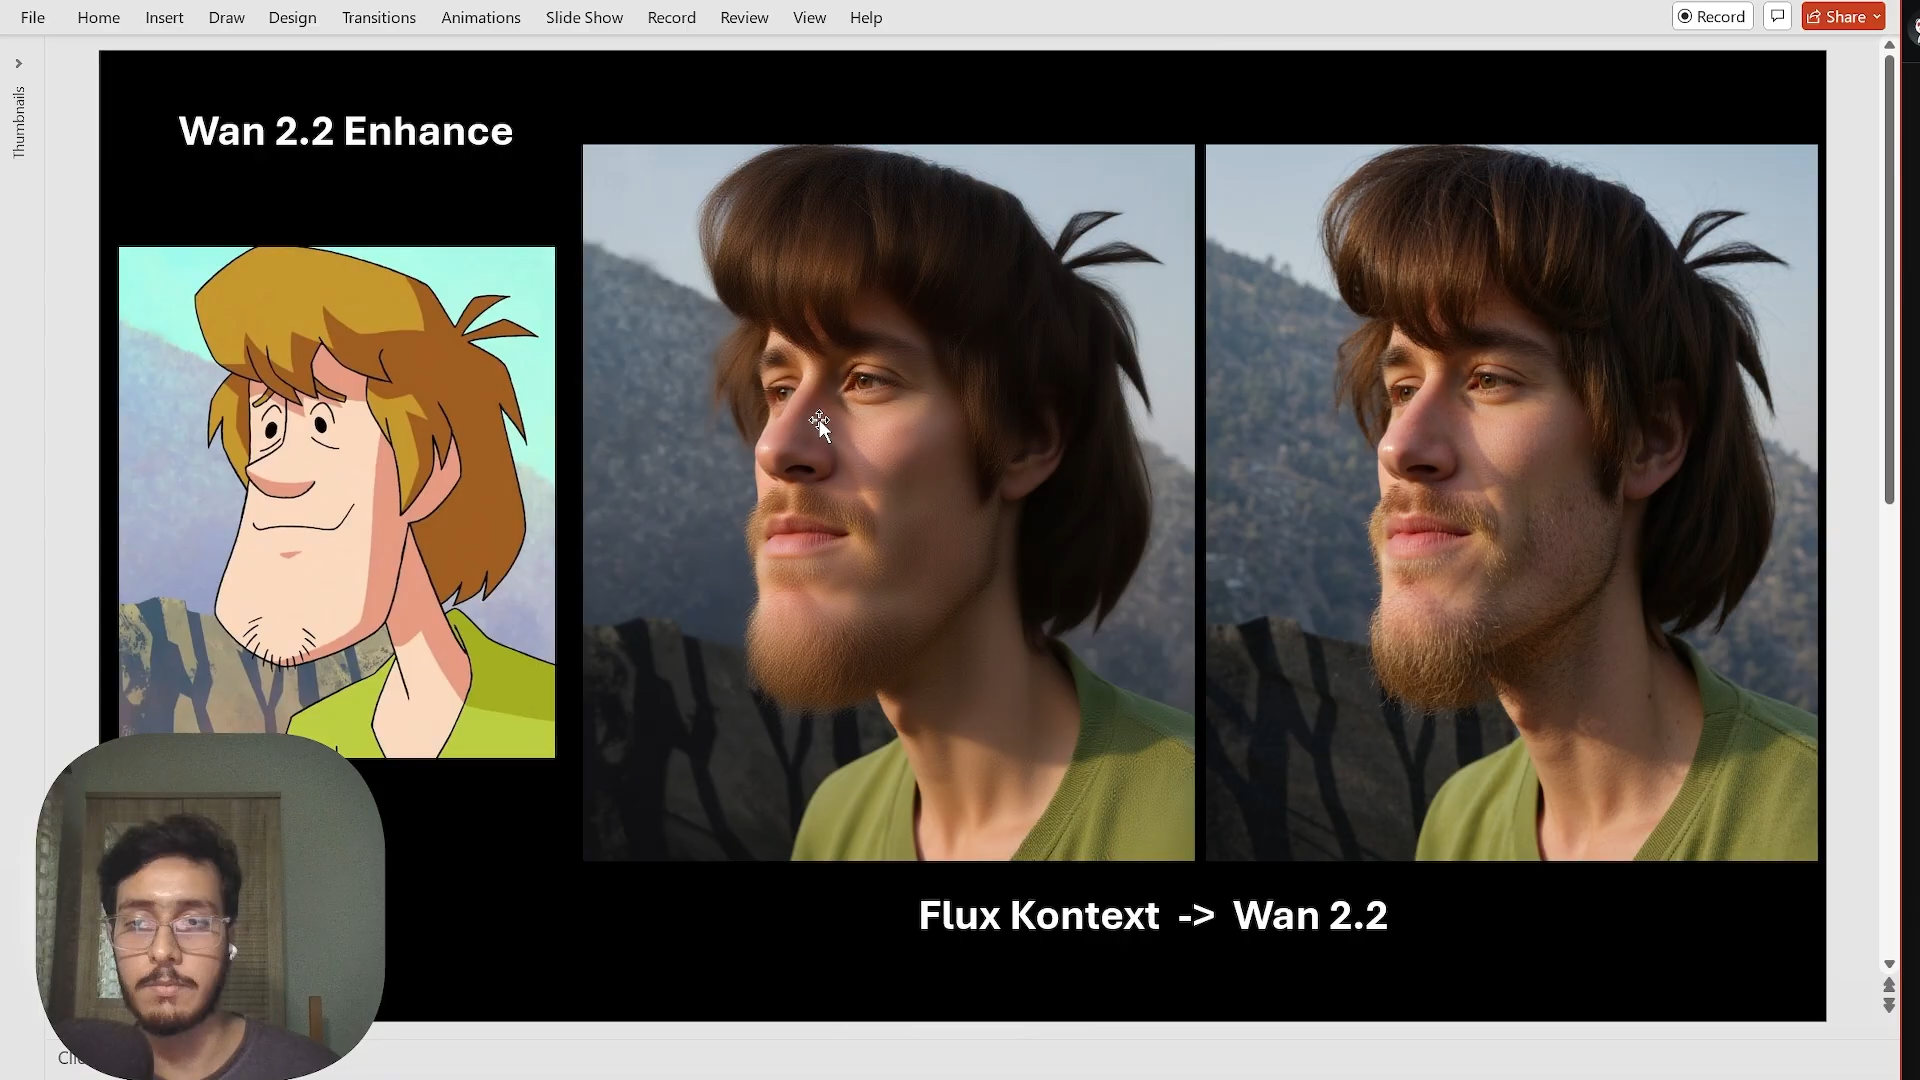 File Home Insert Draw Design Transitions Animations Slide Show Record Review View Help Record Share
Thumbnails
Wan 2.2 Enhance
Flux Kontext -> Wan 2.2